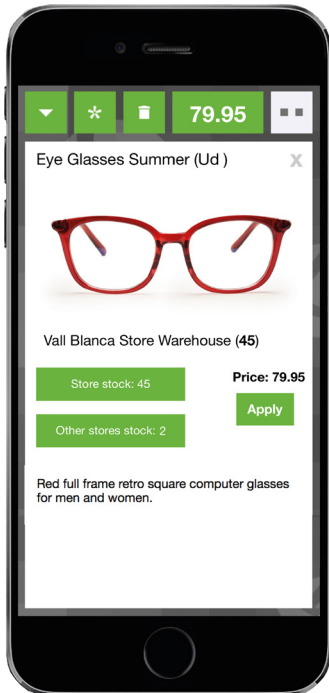 79.95
Eye Glasses Summer (Ud )
X
Vall Blanca Store Warehouse (45)
Store stock: 45
Price: 79.95
Apply
Other stores stock: 2
Red full frame retro square computer glasses
for men and women.